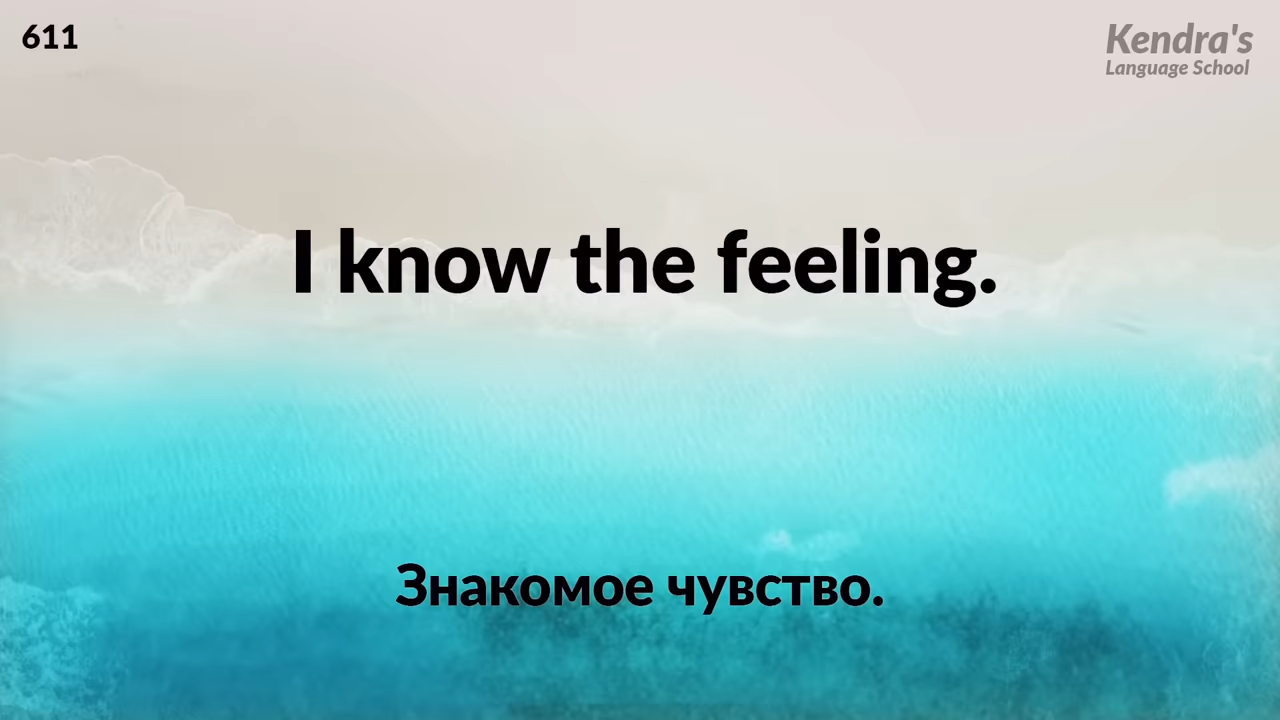 611
Kendra's
Language School
I know the feeling.
Знакомое чувство.